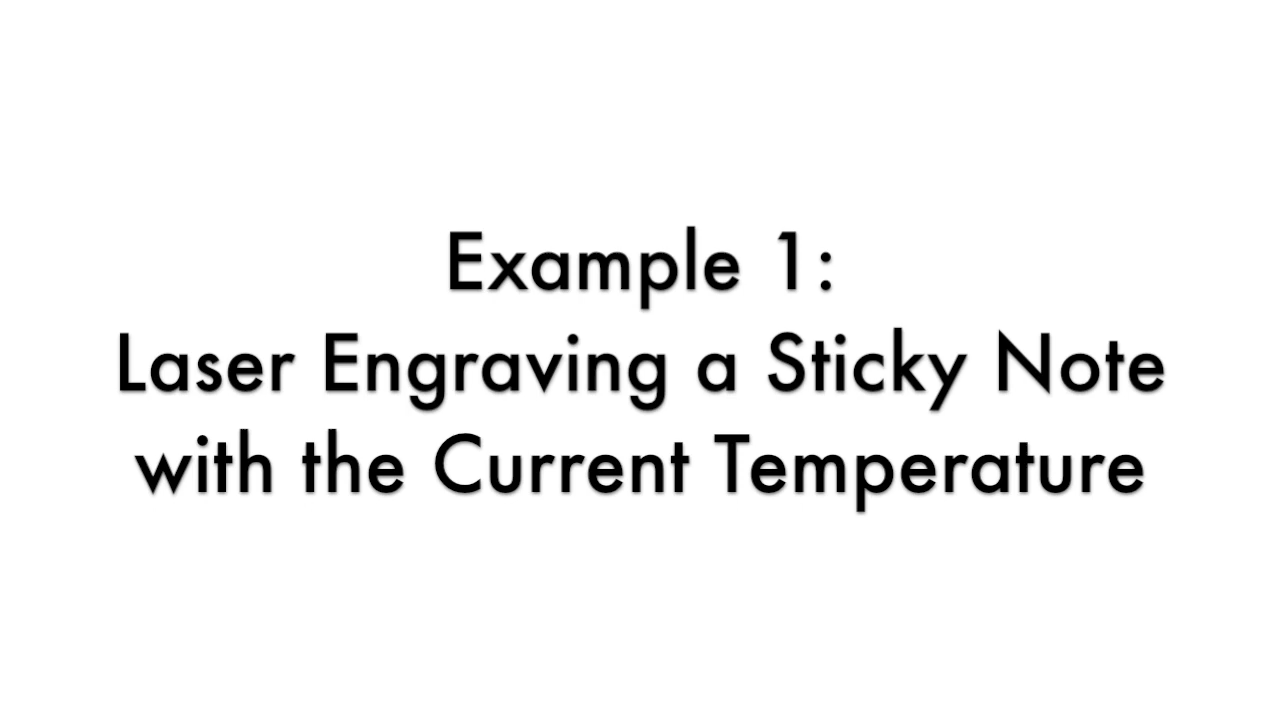 Example 1:
Laser Engraving a Sticky Note
with the Current Temperature